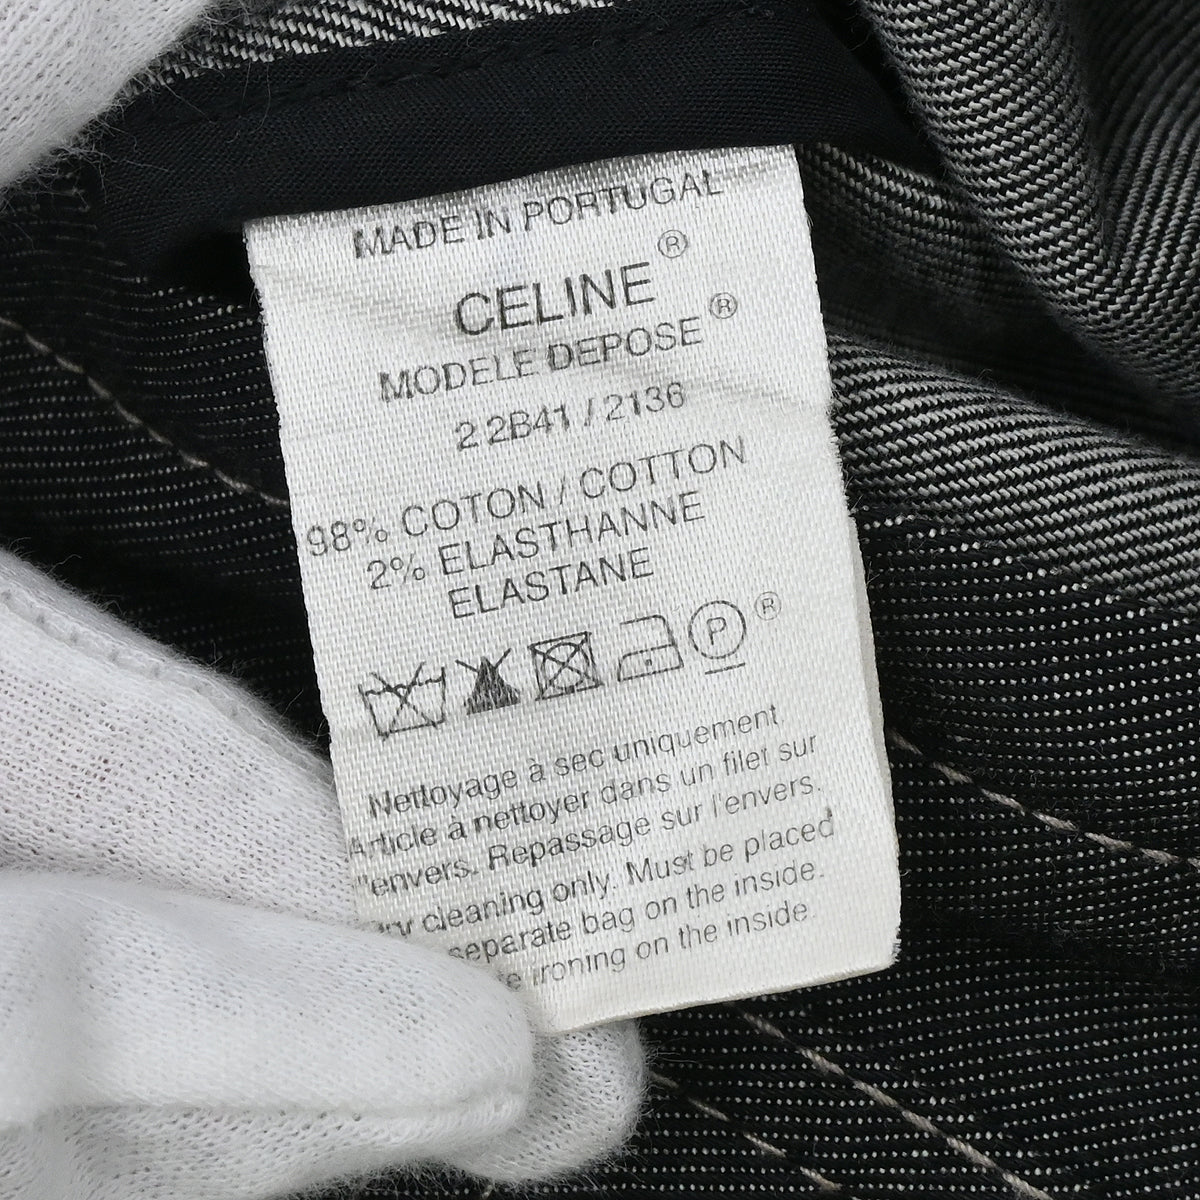 MADE IN PORTUGAL
CELINE®
MODELE DEPOSE®
2 2B41 / 2136
98% COTON / COTTON
2% ELASTHANNE
ELASTANE
P ®
Nettoyage à sec uniquement
Article à nettoyer dans un filet sur
l'envers. Repassage sur l'envers.
cleaning only. Must be placed
separate bag on the inside.
ironing on the inside.